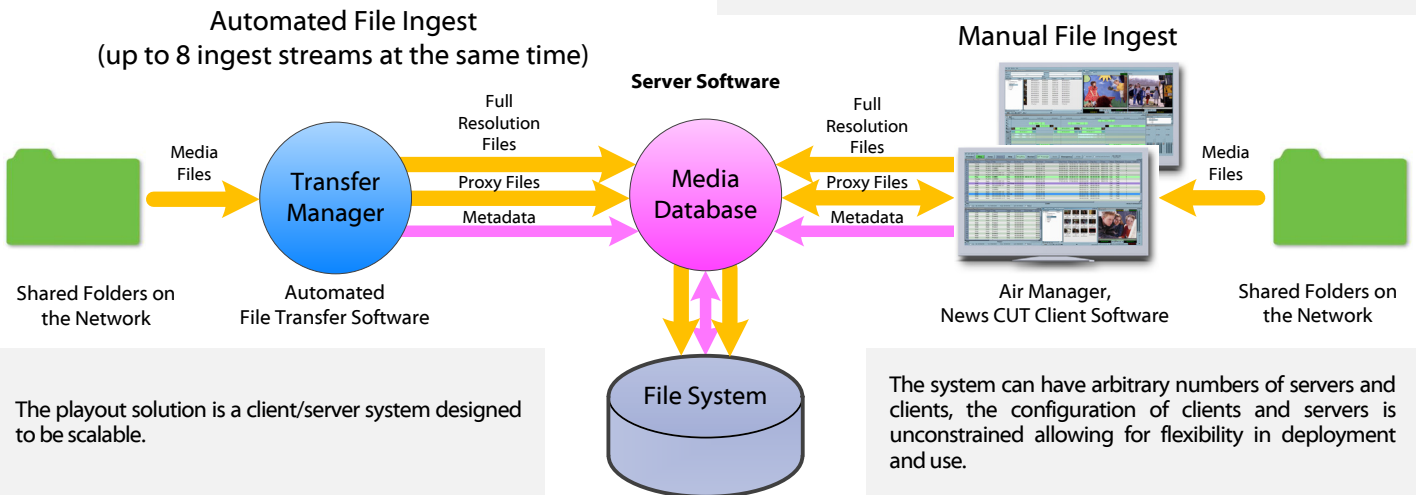 Automated File Ingest
(up to 8 ingest streams at the same time)
Manual File Ingest
Server Software
Media
Files
Transfer
Manager
Full
Resolution
Files
Proxy Files
Metadata
Media
Database
Full
Resolution
Files
Proxy Files
Metadata
Media
Files
Shared Folders on
the Network
Automated
File Transfer Software
Air Manager,
News CUT Client Software
Shared Folders on
the Network
File System
The playout solution is a client/server system designed
to be scalable.
The system can have arbitrary numbers of servers and
clients, the configuration of clients and servers is
unconstrained allowing for flexibility in deployment
and use.